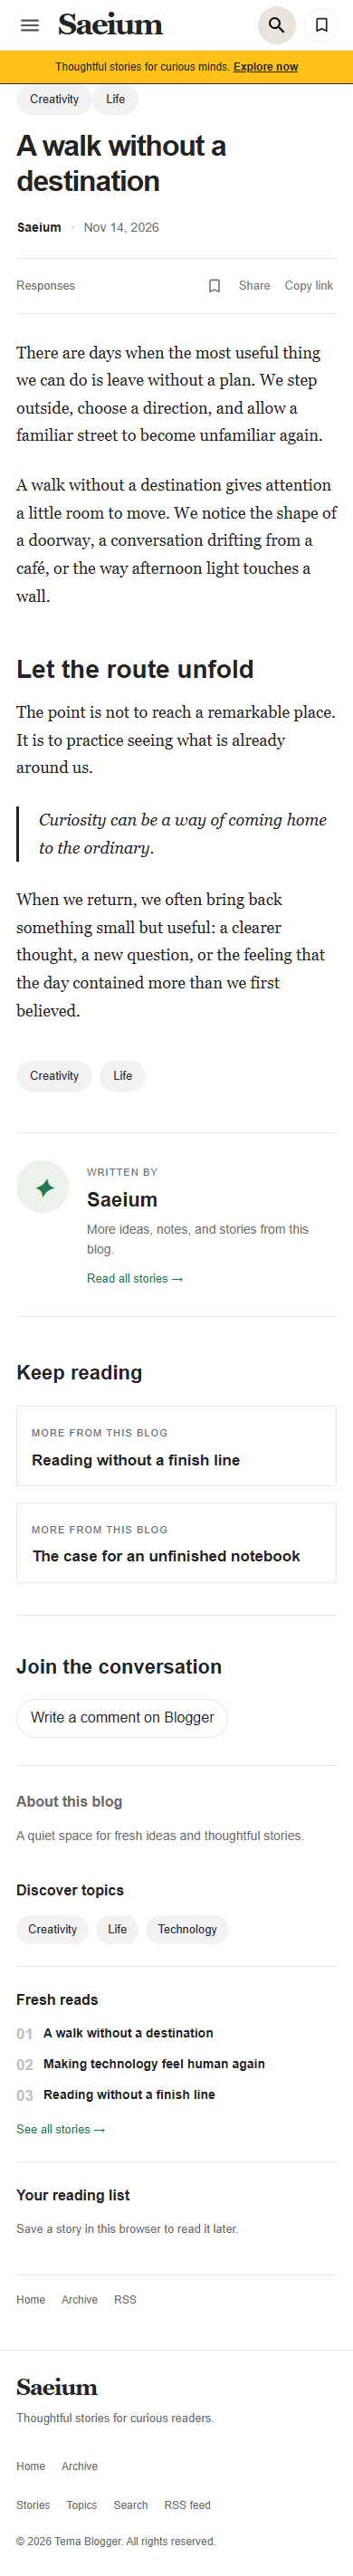 Saeium
Thoughtful stories for curious minds. Explore now
Creativity Life
A walk without a
destination
Saeium · Nov 14, 2026
Responses Share Copy link
There are days when the most useful thing
we can do is leave without a plan. We step
outside, choose a direction, and allow a
familiar street to become unfamiliar again.
A walk without a destination gives attention
a little room to move. We notice the shape of
a doorway, a conversation drifting from a
café, or the way afternoon light touches a
wall.
Let the route unfold
The point is not to reach a remarkable place.
It is to practice seeing what is already
around us.
Curiosity can be a way of coming home
to the ordinary.
When we return, we often bring back
something small but useful: a clearer
thought, a new question, or the feeling that
the day contained more than we first
believed.
Creativity Life
WRITTEN BY
Saeium
More ideas, notes, and stories from this
blog.
Read all stories →
Keep reading
MORE FROM THIS BLOG
Reading without a finish line
MORE FROM THIS BLOG
The case for an unfinished notebook
Join the conversation
Write a comment on Blogger
About this blog
A quiet space for fresh ideas and thoughtful stories.
Discover topics
Creativity Life Technology
Fresh reads
01 A walk without a destination
02 Making technology feel human again
03 Reading without a finish line
See all stories →
Your reading list
Save a story in this browser to read it later.
Home Archive RSS
Saeium
Thoughtful stories for curious readers.
Home Archive
Stories Topics Search RSS feed
© 2026 Tema Blogger. All rights reserved.